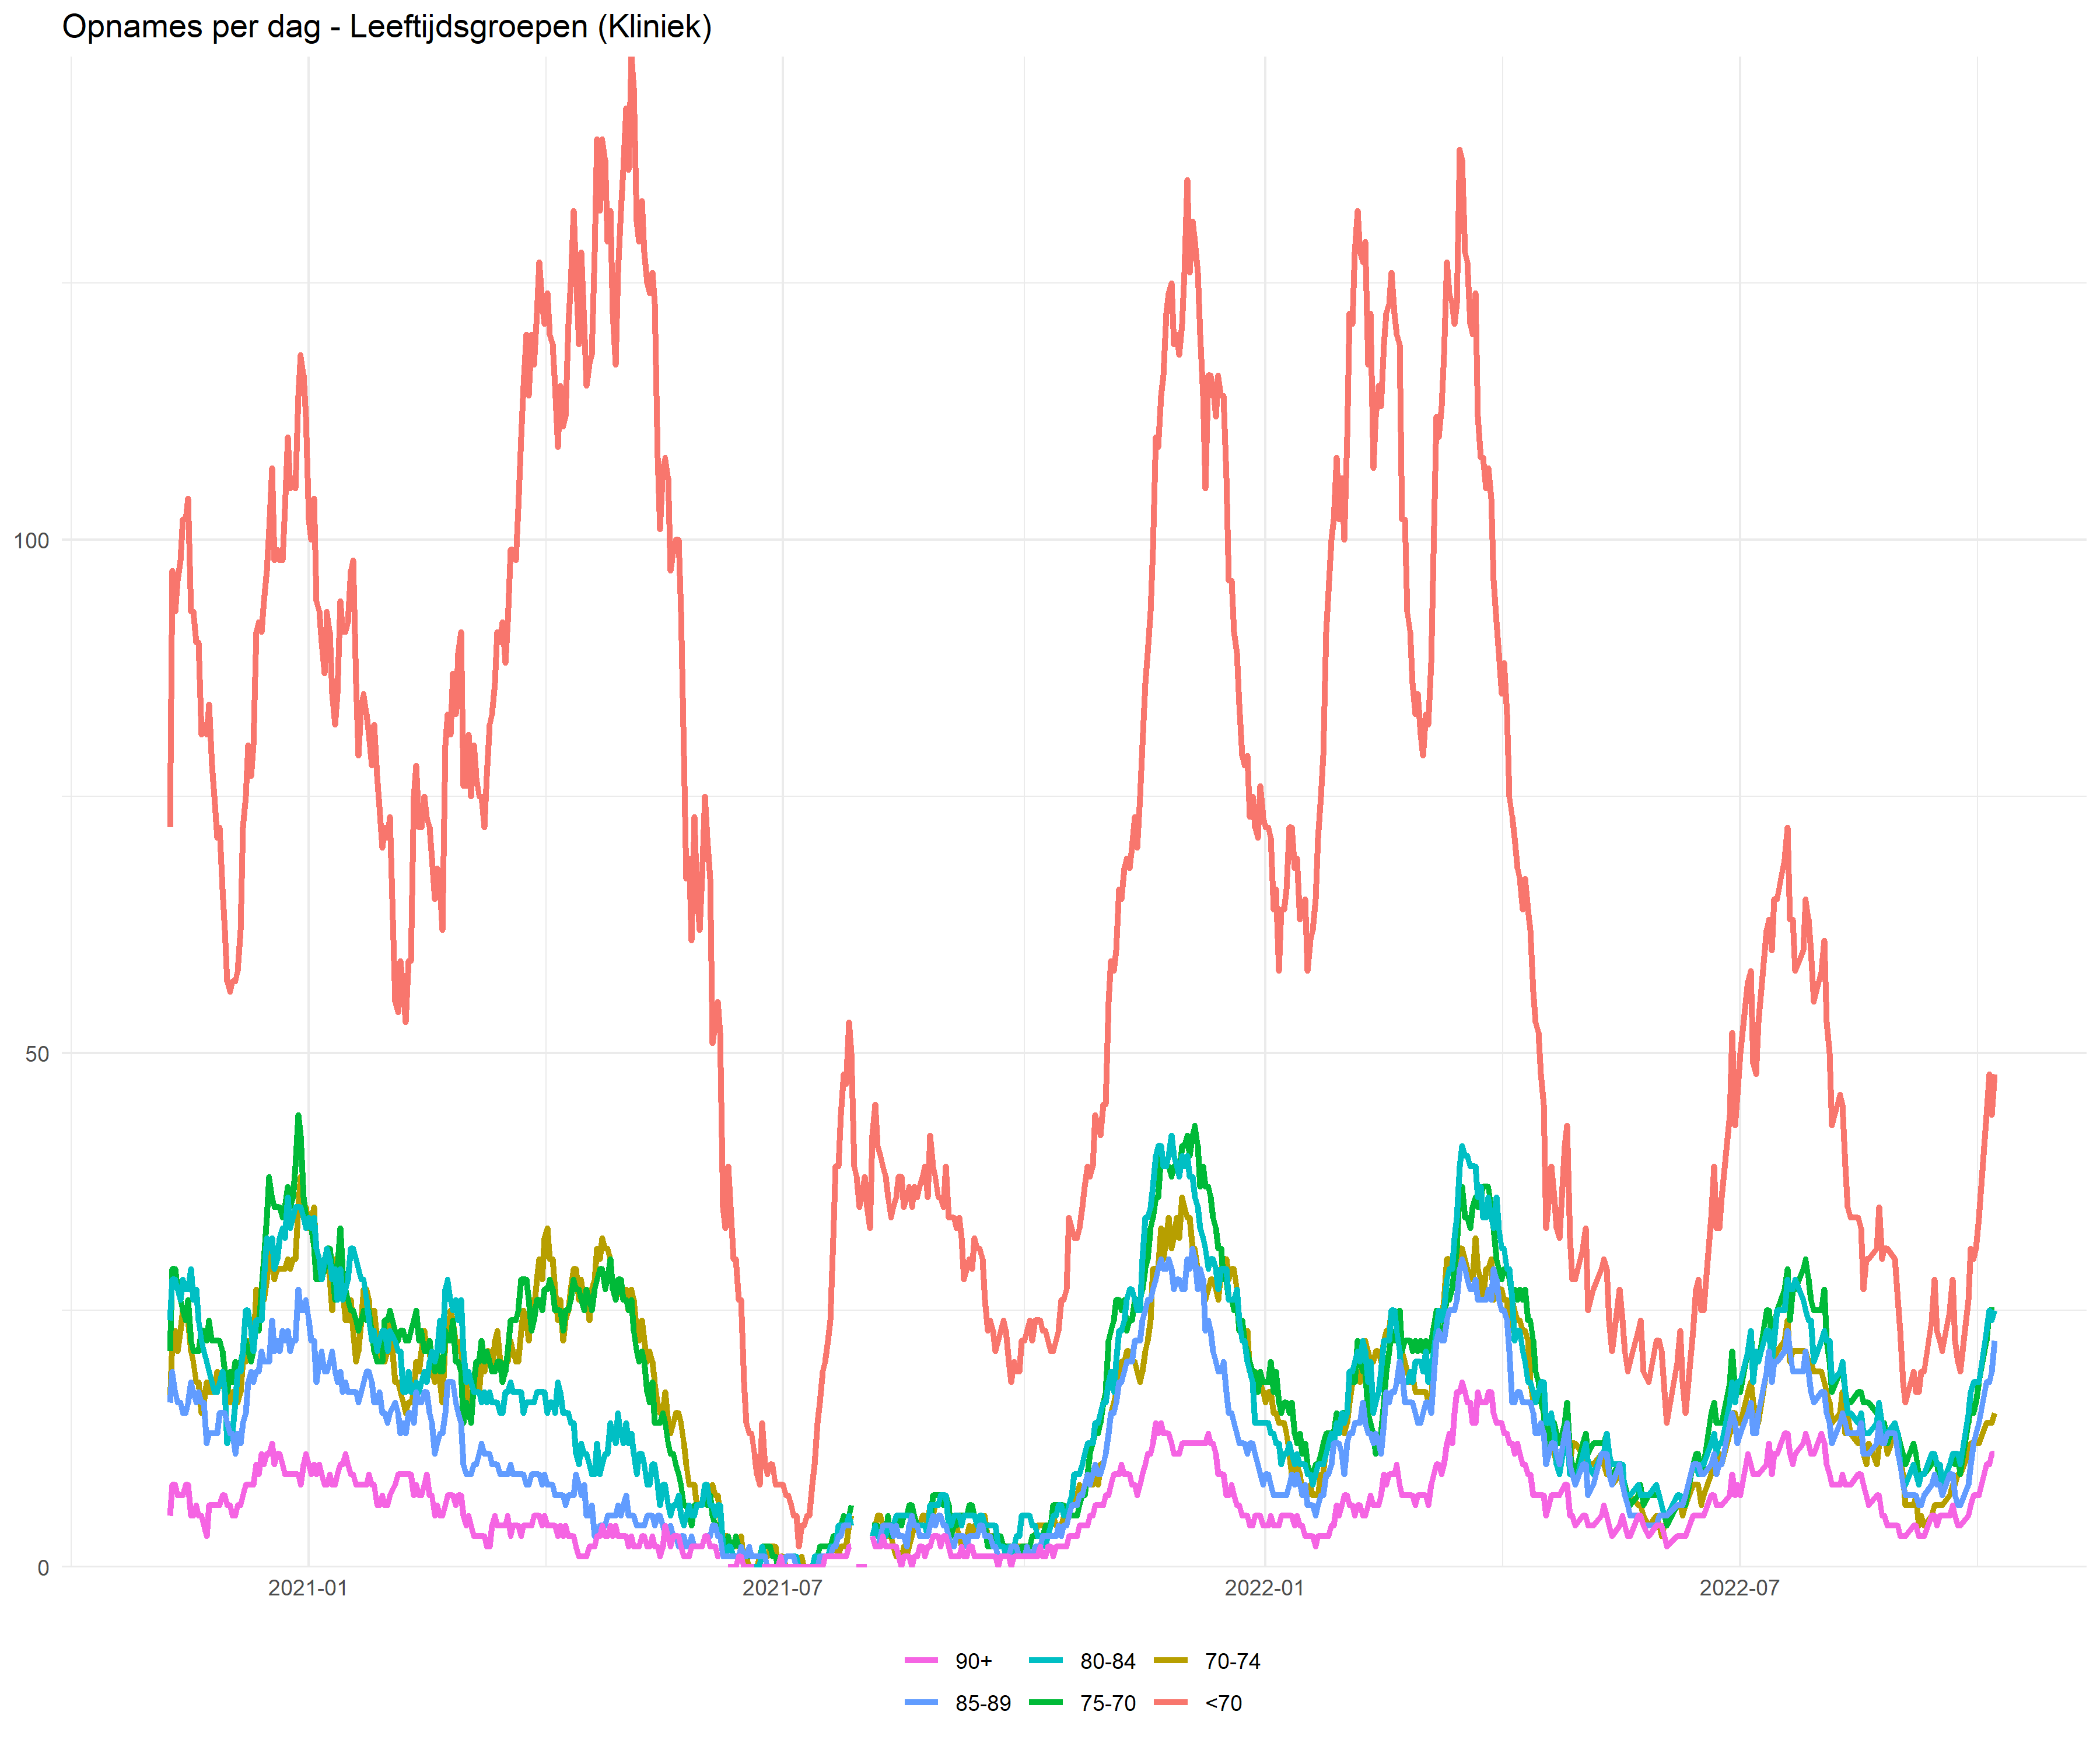 Opnames per dag - Leeftijdsgroepen (Kliniek)
100
50
0
2021-01 2021-07 2022-01 2022-07
90+ 80-84 70-74
85-89 75-70 <70